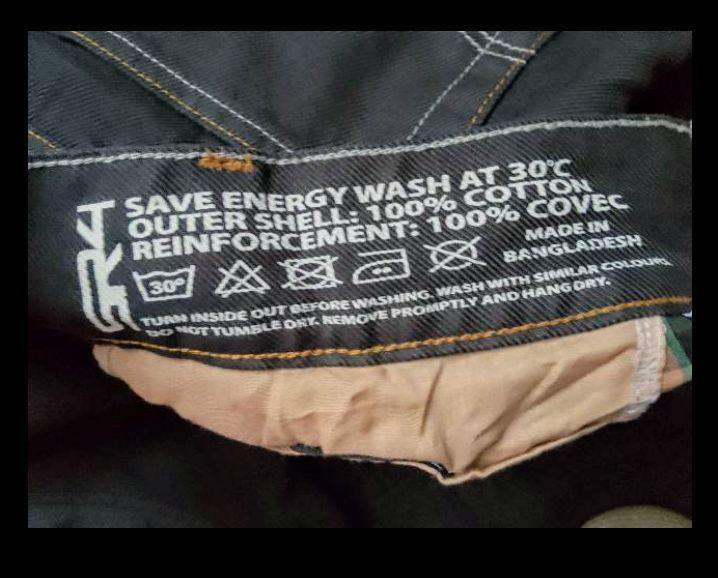 SAVE ENERGY WASH AT 30°C
OUTER SHELL: 100% COTTON
REINFORCEMENT: 100% COVEC
30°
MADE IN
BANGLADESH
TURN INSIDE OUT BEFORE WASHING. WASH WITH SIMILAR COLOURS.
DO NOT TUMBLE DRY. REMOVE PROMPTLY AND HANG DRY.